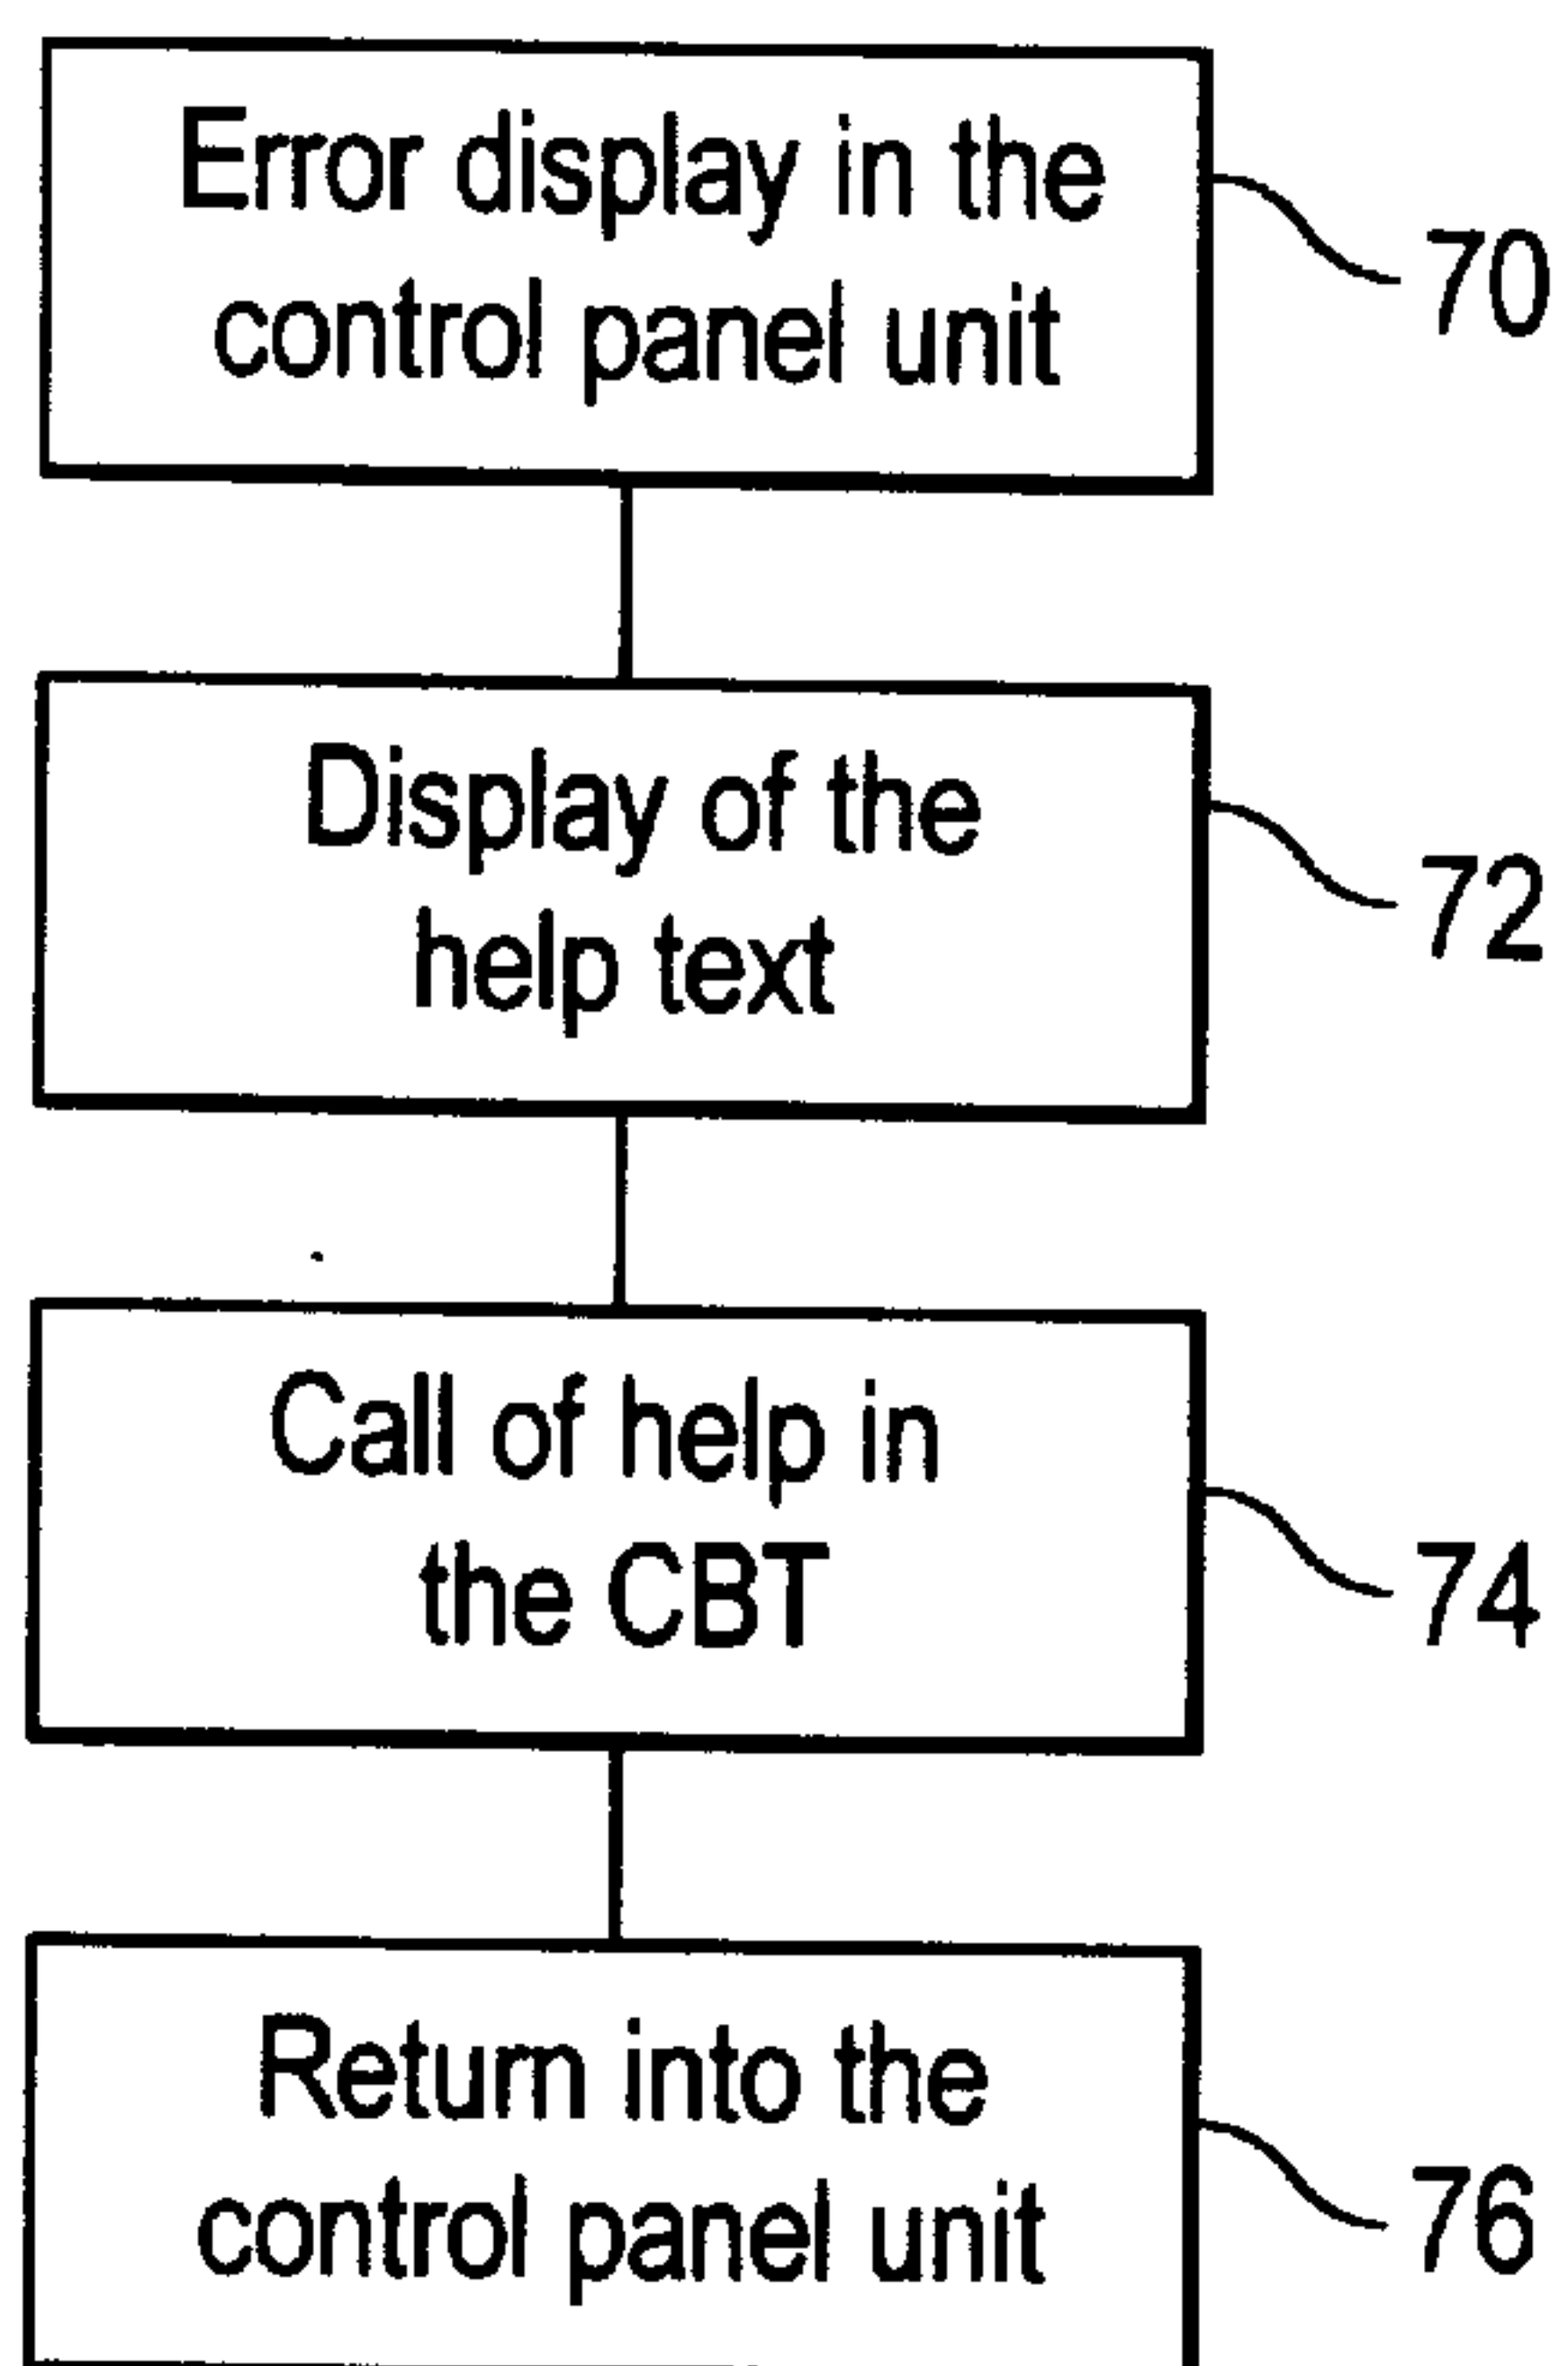 Error display in the
control panel unit
70
Display of the
help text
72
Call of help in
the CBT
74
Return into the
control panel unit
76